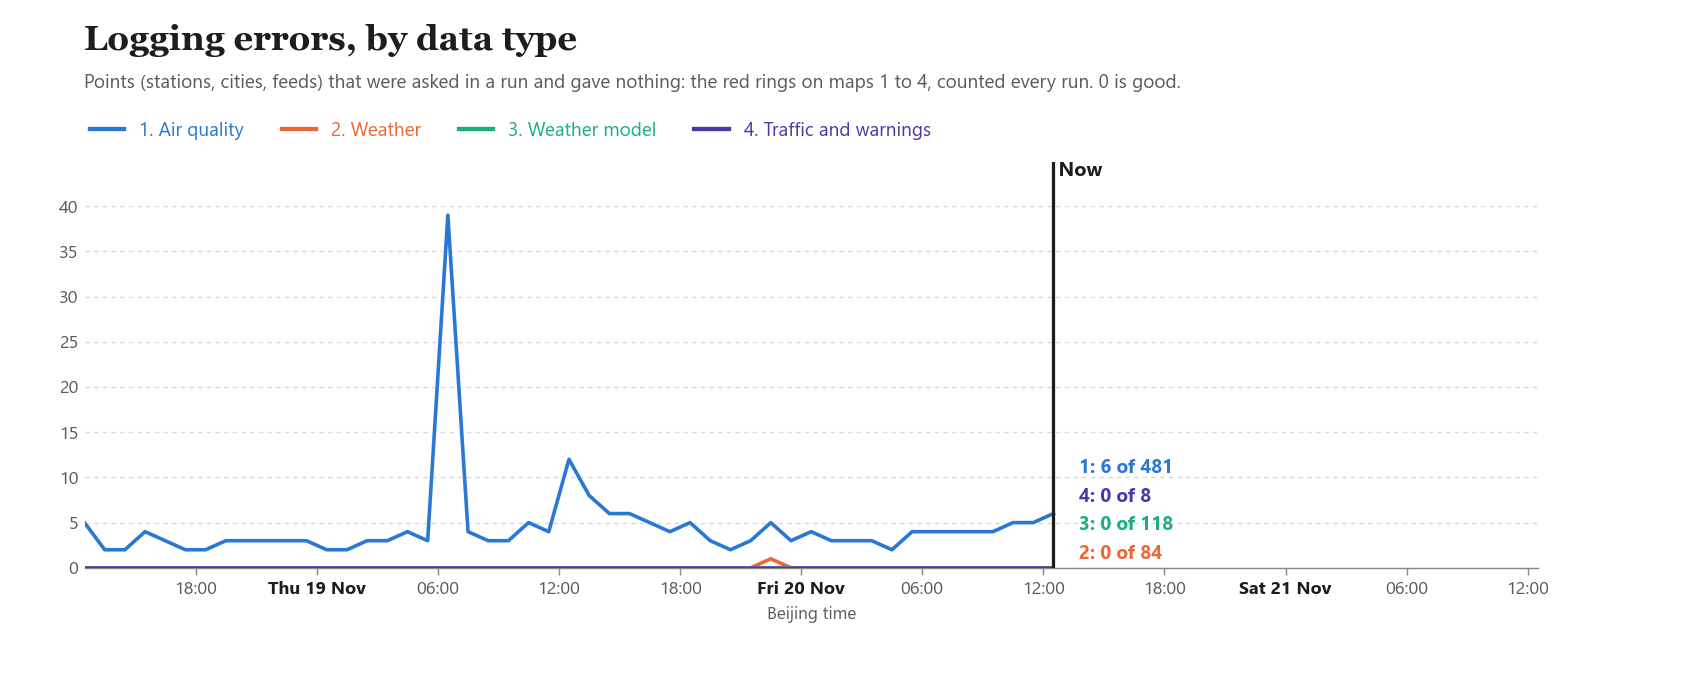 Logging errors, by data type
Points (stations, cities, feeds) that were asked in a run and gave nothing: the red rings on maps 1 to 4, counted every run. 0 is good.
1. Air quality 2. Weather 3. Weather model 4. Traffic and warnings
Now
40
35
30
25
20
15
10
5
0
1: 6 of 481
4: 0 of 8
3: 0 of 118
2: 0 of 84
18:00 Thu 19 Nov 06:00 12:00 18:00 Fri 20 Nov 06:00 12:00 18:00 Sat 21 Nov 06:00 12:00
Beijing time